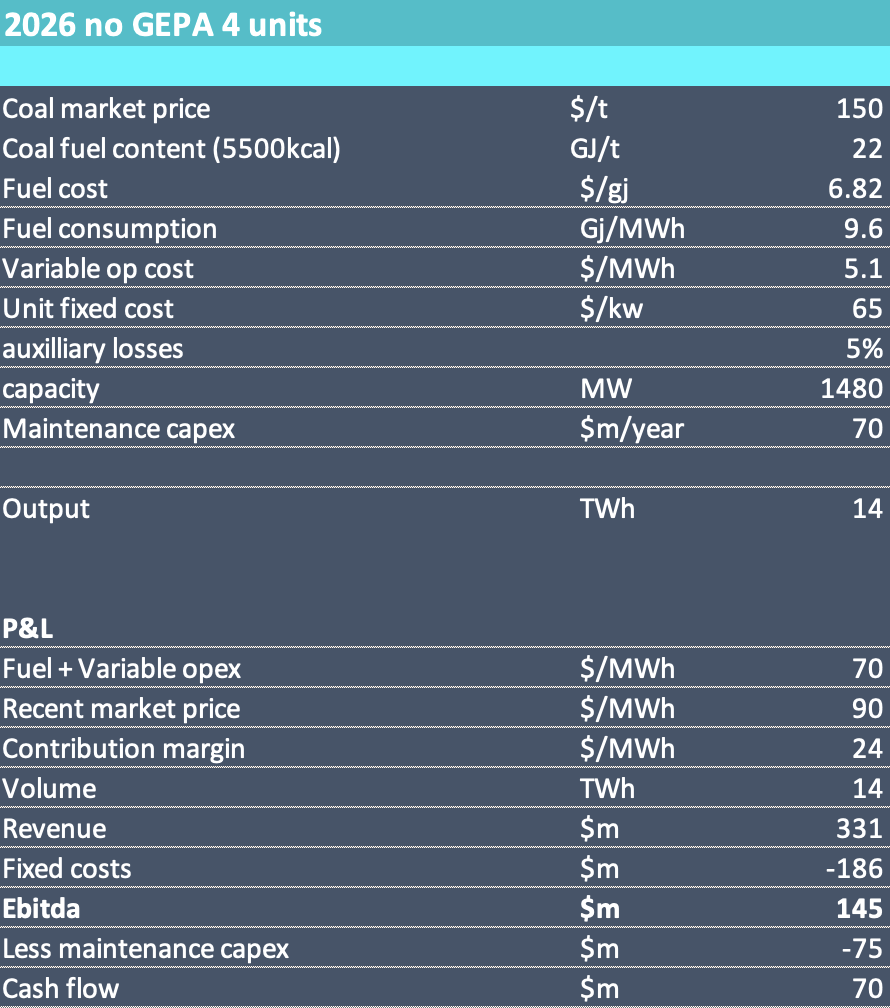 2026 no GEPA 4 units
Coal market price $/t 150
Coal fuel content (5500kcal) GJ/t 22
Fuel cost $/gj 6.82
Fuel consumption Gj/MWh 9.6
Variable op cost $/MWh 5.1
Unit fixed cost $/kw 65
auxilliary losses 5%
capacity MW 1480
Maintenance capex $m/year 70
Output TWh 14
P&L
Fuel + Variable opex $/MWh 70
Recent market price $/MWh 90
Contribution margin $/MWh 24
Volume TWh 14
Revenue $m 331
Fixed costs $m -186
Ebitda $m 145
Less maintenance capex $m -75
Cash flow $m 70